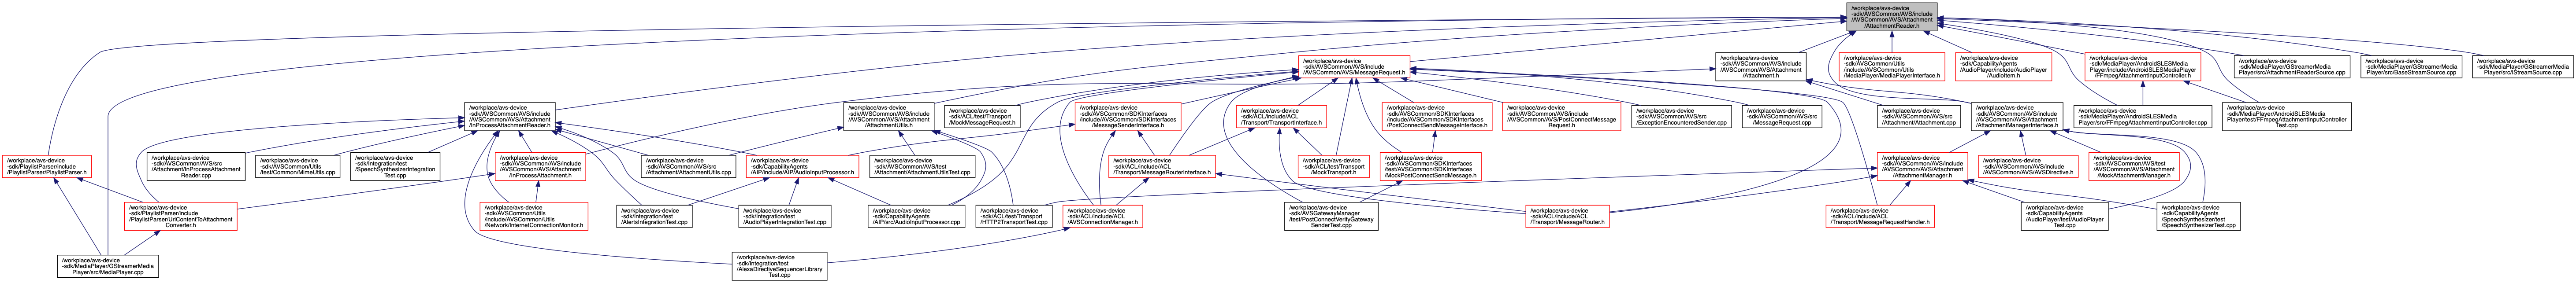 /workplace/avs-device
-sdk/AVSCommon/AVS/include
/AVSCommon/AVS/Attachment
/AttachmentReader.h
/workplace/avs-device
-sdk/AVSCommon/AVS/include
/AVSCommon/AVS/MessageRequest.h
/workplace/avs-device
-sdk/AVSCommon/AVS/include
/AVSCommon/AVS/Attachment
/Attachment.h
/workplace/avs-device
-sdk/AVSCommon/Utils
/include/AVSCommon/Utils
/MediaPlayer/MediaPlayerInterface.h
/workplace/avs-device
-sdk/CapabilityAgents
/AudioPlayer/include/AudioPlayer
/AudioItem.h
/workplace/avs-device
-sdk/MediaPlayer/AndroidSLESMedia
Player/include/AndroidSLESMediaPlayer
/FFmpegAttachmentInputController.h
/workplace/avs-device
-sdk/MediaPlayer/GStreamerMedia
Player/src/AttachmentReaderSource.cpp
/workplace/avs-device
-sdk/MediaPlayer/GStreamerMedia
Player/src/BaseStreamSource.cpp
/workplace/avs-device
-sdk/MediaPlayer/GStreamerMedia
Player/src/IStreamSource.cpp
/workplace/avs-device
-sdk/AVSCommon/AVS/include
/AVSCommon/AVS/Attachment
/InProcessAttachmentReader.h
/workplace/avs-device
-sdk/AVSCommon/AVS/include
/AVSCommon/AVS/Attachment
/AttachmentUtils.h
/workplace/avs-device
-sdk/ACL/test/Transport
/MockMessageRequest.h
/workplace/avs-device
-sdk/AVSCommon/SDKInterfaces
/include/AVSCommon/SDKInterfaces
/MessageSenderInterface.h
/workplace/avs-device
-sdk/ACL/include/ACL
/Transport/TransportInterface.h
/workplace/avs-device
-sdk/AVSCommon/SDKInterfaces
/include/AVSCommon/SDKInterfaces
/PostConnectSendMessageInterface.h
/workplace/avs-device
-sdk/AVSCommon/AVS/include
/AVSCommon/AVS/PostConnectMessage
Request.h
/workplace/avs-device
-sdk/AVSCommon/AVS/src
/ExceptionEncounteredSender.cpp
/workplace/avs-device
-sdk/AVSCommon/AVS/src
/MessageRequest.cpp
/workplace/avs-device
-sdk/AVSCommon/AVS/src
/Attachment/Attachment.cpp
/workplace/avs-device
-sdk/AVSCommon/AVS/include
/AVSCommon/AVS/Attachment
/AttachmentManagerInterface.h
/workplace/avs-device
-sdk/MediaPlayer/AndroidSLESMedia
Player/src/FFmpegAttachmentInputController.cpp
/workplace/avs-device
-sdk/MediaPlayer/AndroidSLESMedia
Player/test/FFmpegAttachmentInputController
Test.cpp
/workplace/avs-device
-sdk/PlaylistParser/include
/PlaylistParser/PlaylistParser.h
/workplace/avs-device
-sdk/AVSCommon/AVS/src
/Attachment/InProcessAttachment
Reader.cpp
/workplace/avs-device
-sdk/AVSCommon/Utils
/test/Common/MimeUtils.cpp
/workplace/avs-device
-sdk/Integration/test
/SpeechSynthesizerIntegration
Test.cpp
/workplace/avs-device
-sdk/AVSCommon/AVS/include
/AVSCommon/AVS/Attachment
/InProcessAttachment.h
/workplace/avs-device
-sdk/AVSCommon/AVS/src
/Attachment/AttachmentUtils.cpp
/workplace/avs-device
-sdk/CapabilityAgents
/AIP/include/AIP/AudioInputProcessor.h
/workplace/avs-device
-sdk/AVSCommon/AVS/test
/Attachment/AttachmentUtilsTest.cpp
/workplace/avs-device
-sdk/ACL/include/ACL
/Transport/MessageRouterInterface.h
/workplace/avs-device
-sdk/ACL/test/Transport
/MockTransport.h
/workplace/avs-device
-sdk/AVSCommon/SDKInterfaces
/test/AVSCommon/SDKInterfaces
/MockPostConnectSendMessage.h
/workplace/avs-device
-sdk/AVSCommon/AVS/include
/AVSCommon/AVS/Attachment
/AttachmentManager.h
/workplace/avs-device
-sdk/AVSCommon/AVS/include
/AVSCommon/AVS/AVSDirective.h
/workplace/avs-device
-sdk/AVSCommon/AVS/test
/AVSCommon/AVS/Attachment
/MockAttachmentManager.h
/workplace/avs-device
-sdk/PlaylistParser/include
/PlaylistParser/UrlContentToAttachment
Converter.h
/workplace/avs-device
-sdk/AVSCommon/Utils
/include/AVSCommon/Utils
/Network/InternetConnectionMonitor.h
/workplace/avs-device
-sdk/Integration/test
/AlertsIntegrationTest.cpp
/workplace/avs-device
-sdk/Integration/test
/AudioPlayerIntegrationTest.cpp
/workplace/avs-device
-sdk/CapabilityAgents
/AIP/src/AudioInputProcessor.cpp
/workplace/avs-device
-sdk/ACL/test/Transport
/HTTP2TransportTest.cpp
/workplace/avs-device
-sdk/ACL/include/ACL
/AVSConnectionManager.h
/workplace/avs-device
-sdk/AVSGatewayManager
/test/PostConnectVerifyGateway
SenderTest.cpp
/workplace/avs-device
-sdk/ACL/include/ACL
/Transport/MessageRouter.h
/workplace/avs-device
-sdk/ACL/include/ACL
/Transport/MessageRequestHandler.h
/workplace/avs-device
-sdk/CapabilityAgents
/AudioPlayer/test/AudioPlayer
Test.cpp
/workplace/avs-device
-sdk/CapabilityAgents
/SpeechSynthesizer/test
/SpeechSynthesizerTest.cpp
/workplace/avs-device
-sdk/MediaPlayer/GStreamerMedia
Player/src/MediaPlayer.cpp
/workplace/avs-device
-sdk/Integration/test
/AlexaDirectiveSequencerLibrary
Test.cpp